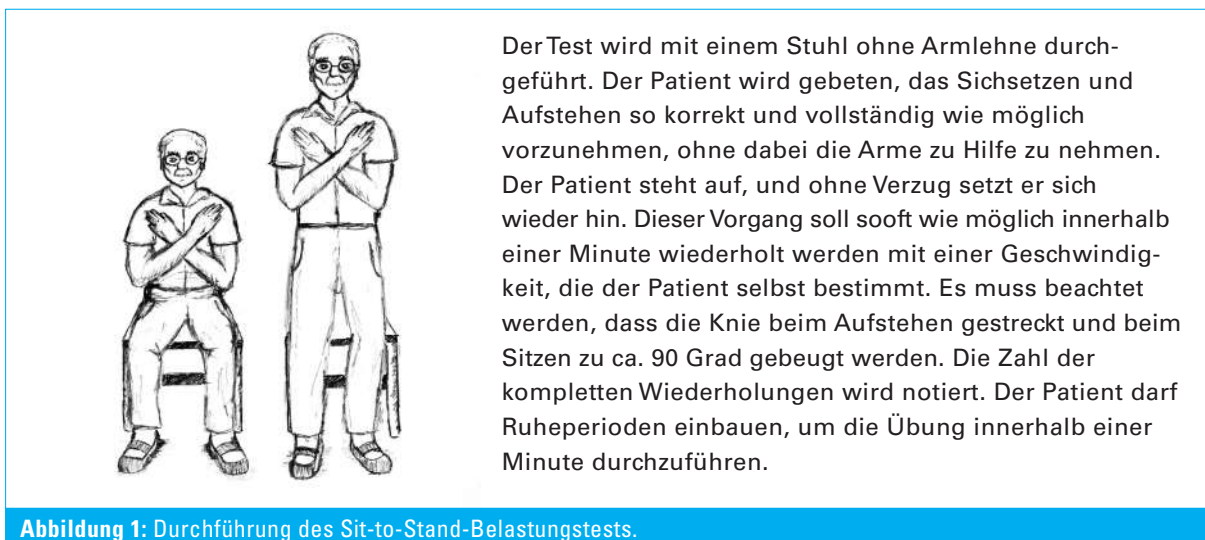 Der Test wird mit einem Stuhl ohne Armlehne durch-
geführt. Der Patient wird gebeten, das Sichsetzen und
Aufstehen so korrekt und vollständig wie möglich
vorzunehmen, ohne dabei die Arme zu Hilfe zu nehmen.
Der Patient steht auf, und ohne Verzug setzt er sich
wieder hin. Dieser Vorgang soll sooft wie möglich innerhalb
einer Minute wiederholt werden mit einer Geschwindig-
keit, die der Patient selbst bestimmt. Es muss beachtet
werden, dass die Knie beim Aufstehen gestreckt und beim
Sitzen zu ca. 90 Grad gebeugt werden. Die Zahl der
kompletten Wiederholungen wird notiert. Der Patient darf
Ruheperioden einbauen, um die Übung innerhalb einer
Minute durchzuführen.
Abbildung 1: Durchführung des Sit-to-Stand-Belastungstests.